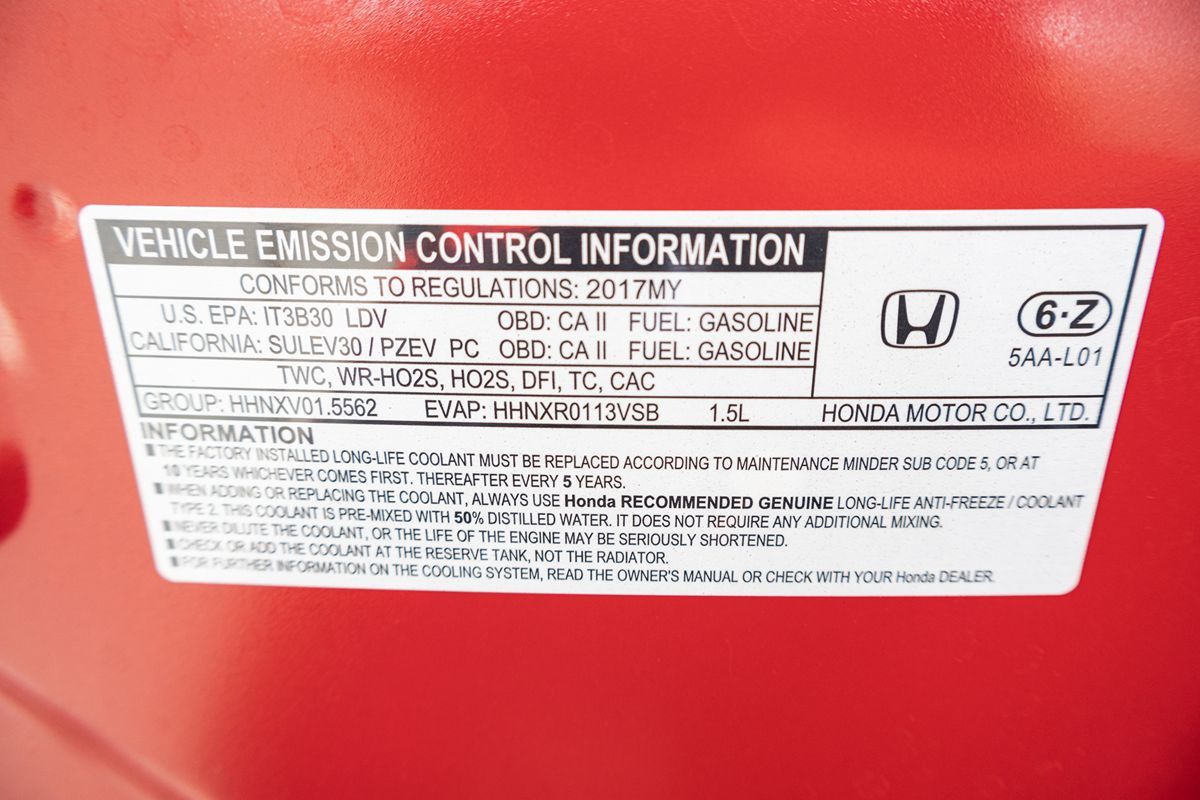 VEHICLE EMISSION CONTROL INFORMATION
CONFORMS TO REGULATIONS: 2017MY
U.S. EPA: IT3B30 LDV OBD: CA II FUEL: GASOLINE
CALIFORNIA: SULEV30 / PZEV PC OBD: CA II FUEL: GASOLINE
6·Z
5AA-L01
TWC, WR-HO2S, HO2S, DFI, TC, CAC
GROUP: HHNXV01.5562 EVAP: HHNXR0113VSB 1.5L HONDA MOTOR CO., LTD.
INFORMATION
THE FACTORY INSTALLED LONG-LIFE COOLANT MUST BE REPLACED ACCORDING TO MAINTENANCE MINDER SUB CODE 5, OR AT
10 YEARS WHICHEVER COMES FIRST. THEREAFTER EVERY 5 YEARS.
WHEN ADDING OR REPLACING THE COOLANT, ALWAYS USE Honda RECOMMENDED GENUINE LONG-LIFE ANTI-FREEZE / COOLANT
TYPE 2. THIS COOLANT IS PRE-MIXED WITH 50% DISTILLED WATER. IT DOES NOT REQUIRE ANY ADDITIONAL MIXING.
NEVER DILUTE THE COOLANT, OR THE LIFE OF THE ENGINE MAY BE SERIOUSLY SHORTENED.
CHECK OR ADD THE COOLANT AT THE RESERVE TANK, NOT THE RADIATOR.
FOR FURTHER INFORMATION ON THE COOLING SYSTEM, READ THE OWNER'S MANUAL OR CHECK WITH YOUR Honda DEALER.